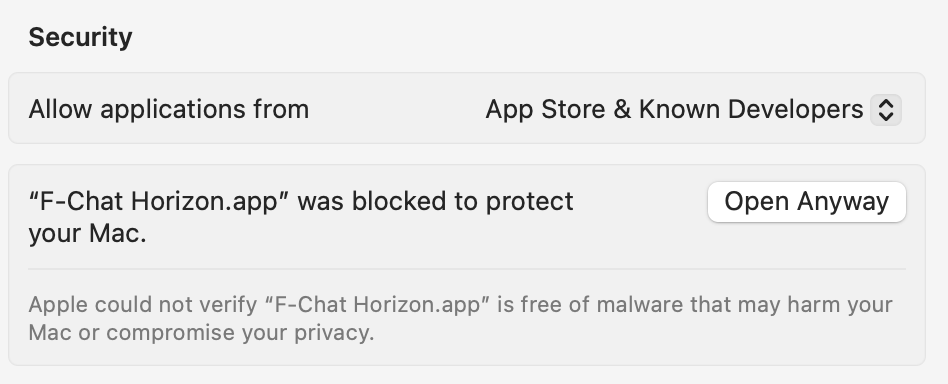 Security
Allow applications from App Store & Known Developers
“F-Chat Horizon.app” was blocked to protect Open Anyway
your Mac.
Apple could not verify “F-Chat Horizon.app” is free of malware that may harm your
Mac or compromise your privacy.